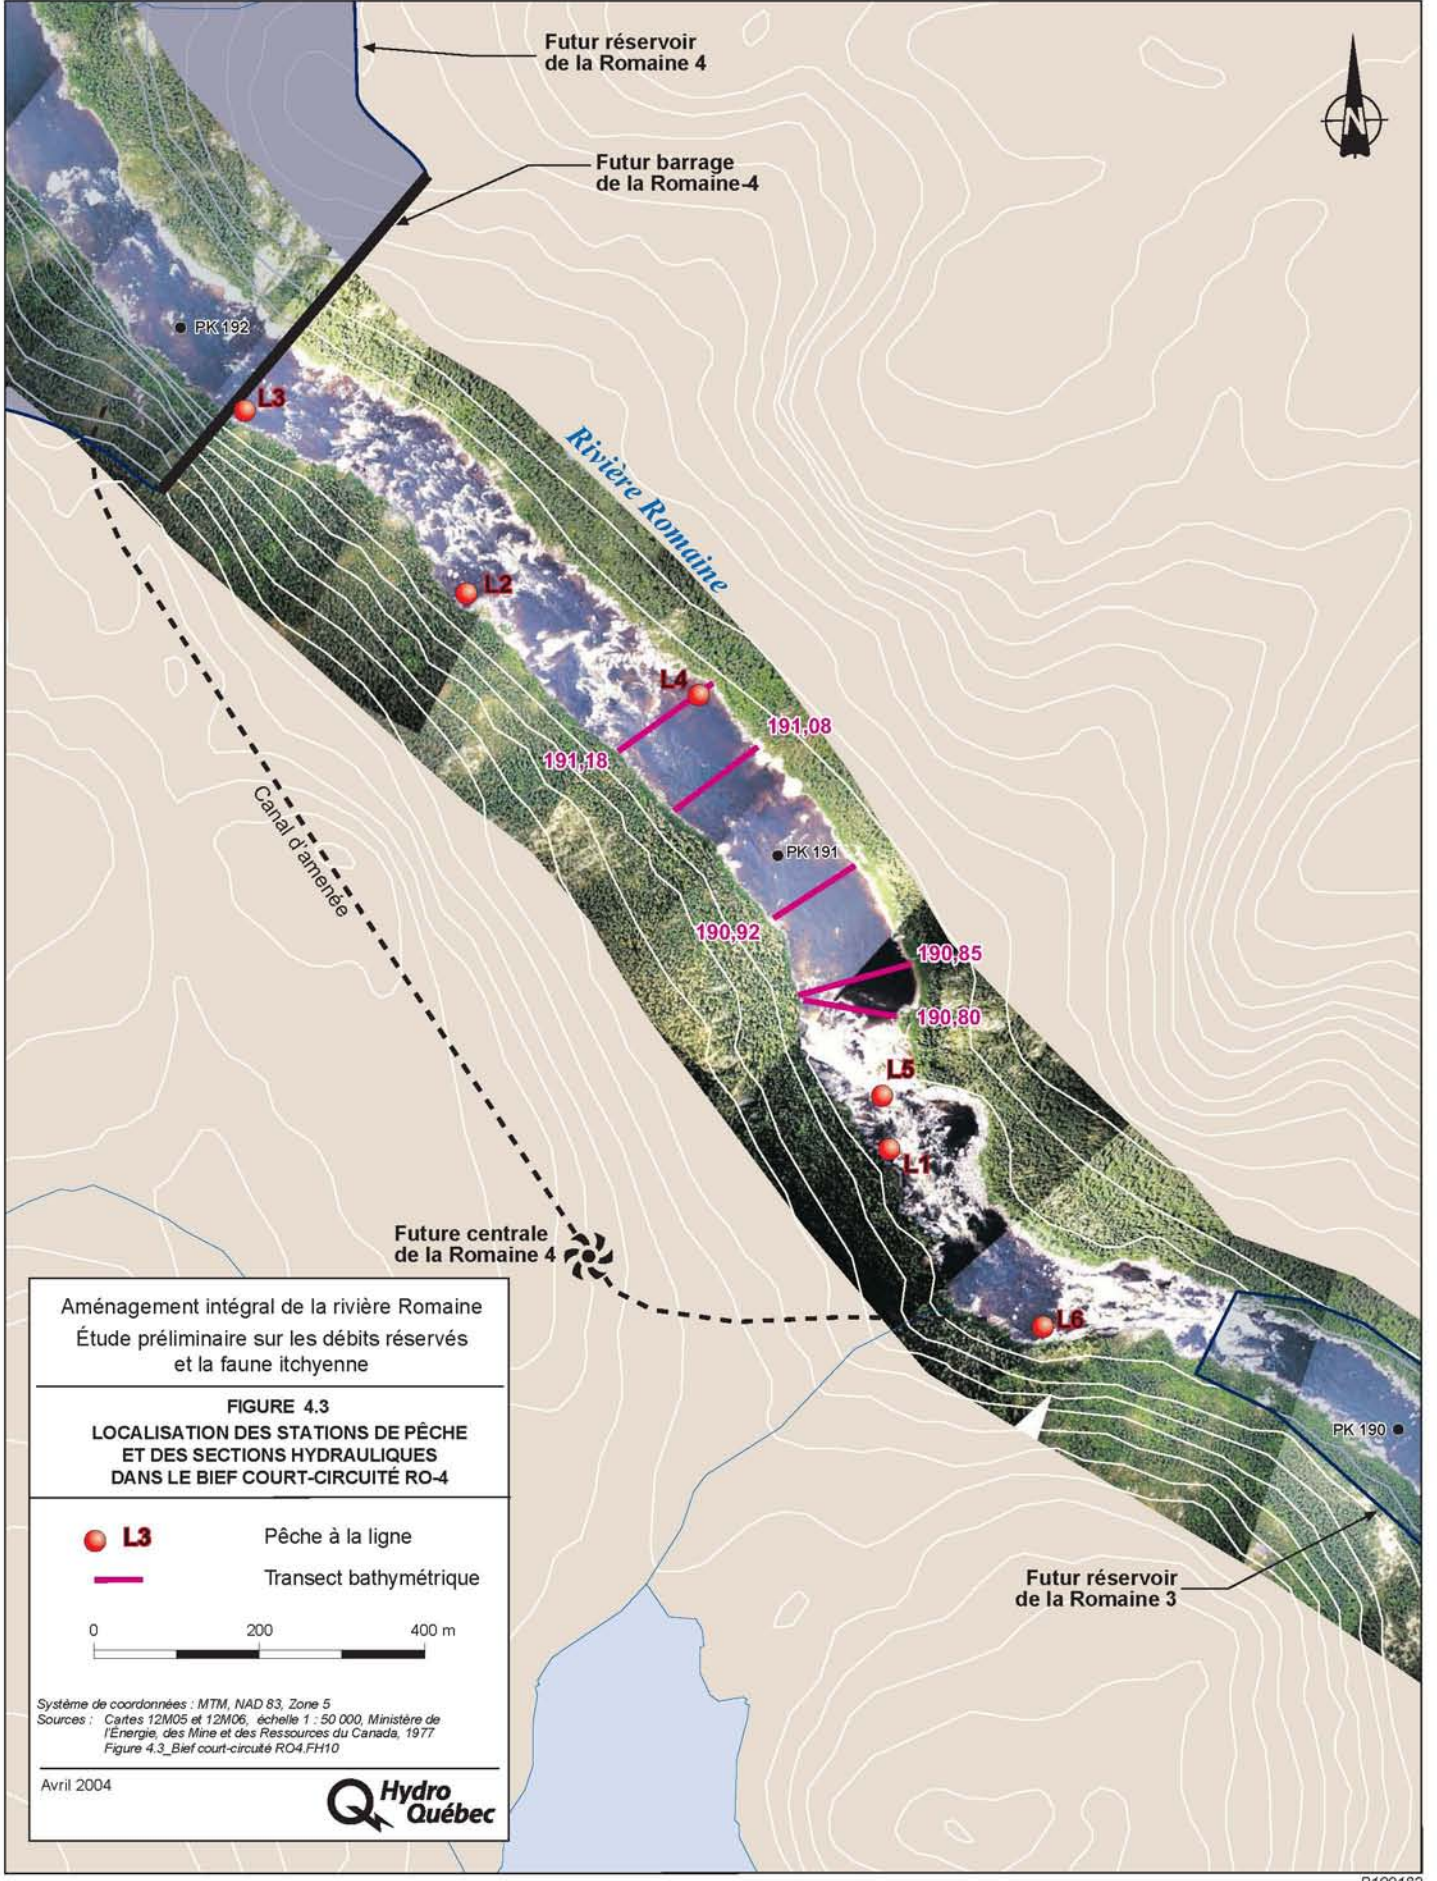 Futur réservoir
de la Romaine 4
N
Futur barrage
de la Romaine-4
PK 192
L3
Rivière Romaine
L2
L4
191,08
191,18
PK 191
Canal d'amenée
190,92
190,85
190,80
L5
L1
Future centrale
de la Romaine 4
L6
PK 190
Futur réservoir
de la Romaine 3
Aménagement intégral de la rivière Romaine
Étude préliminaire sur les débits réservés
et la faune itchyenne
FIGURE 4.3
LOCALISATION DES STATIONS DE PÊCHE
ET DES SECTIONS HYDRAULIQUES
DANS LE BIEF COURT-CIRCUITÉ RO-4
L3 Pêche à la ligne
Transect bathymétrique
0 200 400 m
Système de coordonnées : MTM, NAD 83, Zone 5
Sources : Cartes 12M05 et 12M06, échelle 1 : 50 000, Ministère de
l'Énergie, des Mine et des Ressources du Canada, 1977
Figure 4.3_Bief court-circuité RO4.FH10
Avril 2004
Hydro
Québec